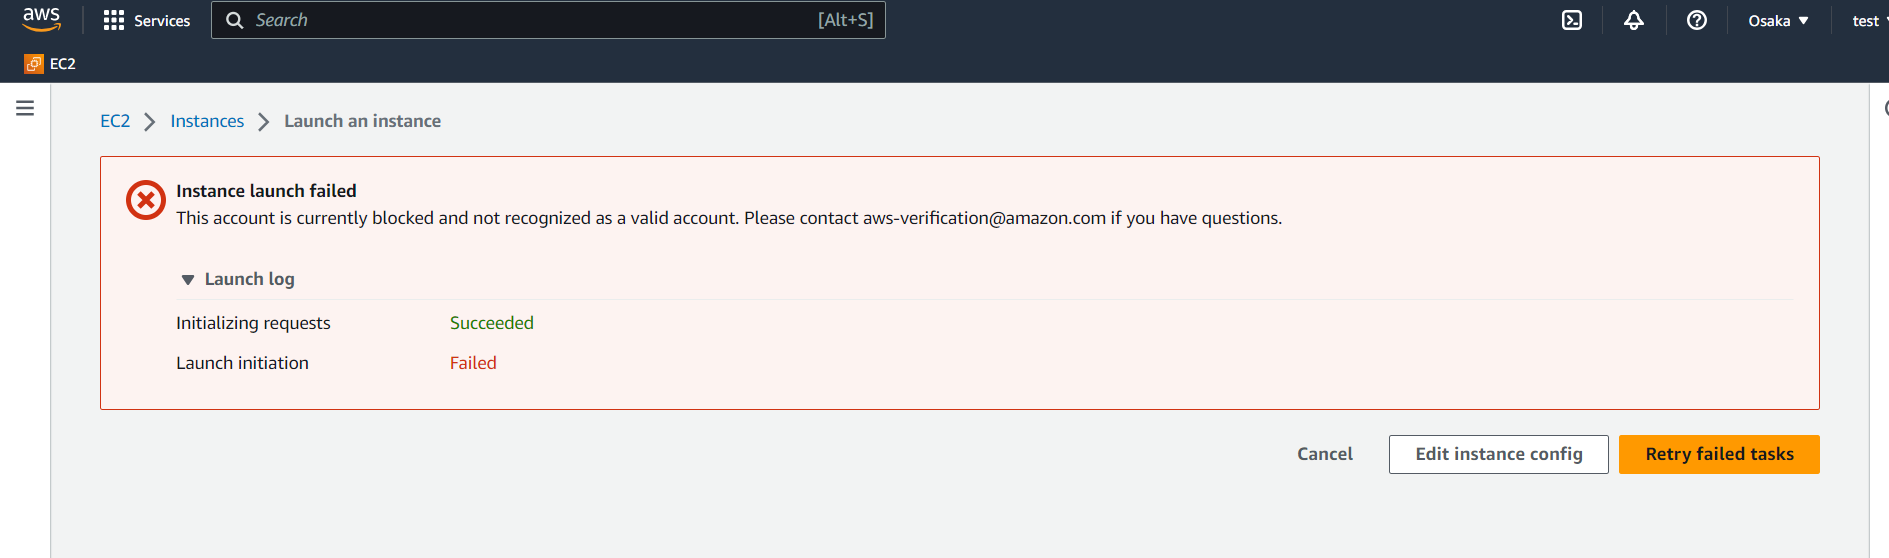 aws
Services
Search
[Alt+S]
Osaka
test
EC2
EC2
Instances
Launch an instance
Instance launch failed
This account is currently blocked and not recognized as a valid account. Please contact aws-verification@amazon.com if you have questions.
Launch log
Initializing requests Succeeded
Launch initiation Failed
Cancel
Edit instance config
Retry failed tasks